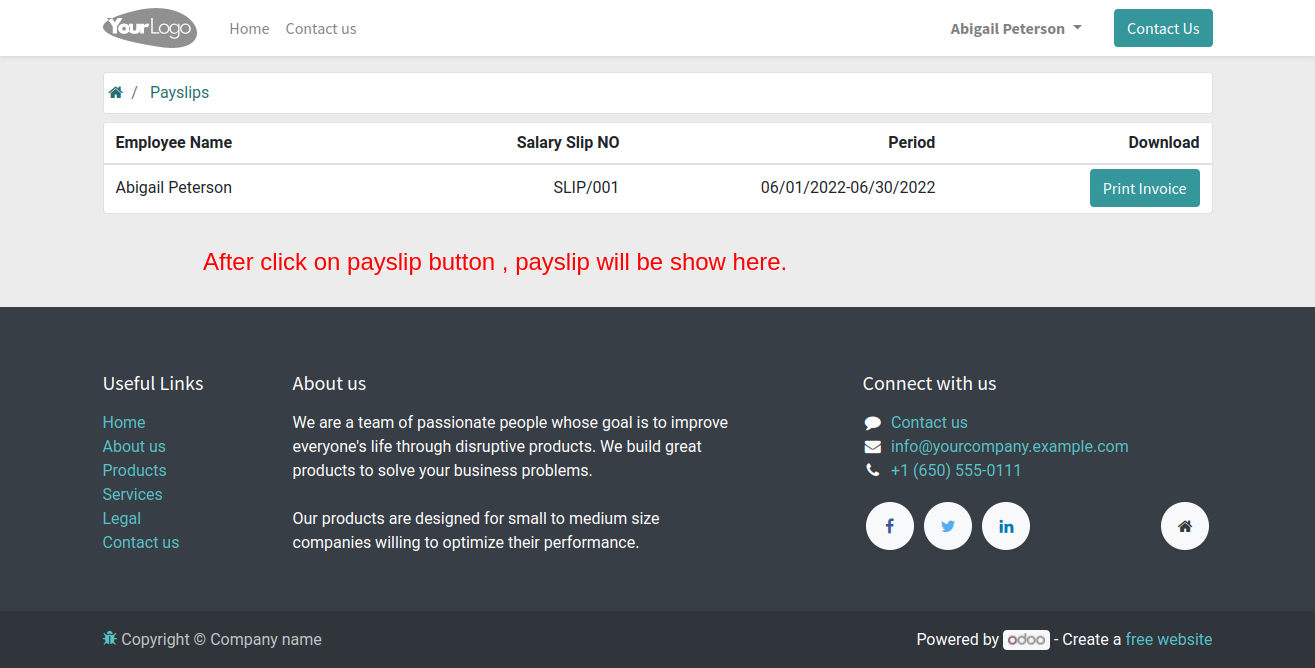 YourLogo Home Contact us Abigail Peterson Contact Us
/ Payslips
Employee Name Salary Slip NO Period Download
Abigail Peterson SLIP/001 06/01/2022-06/30/2022 Print Invoice
After click on payslip button , payslip will be show here.
Useful Links
Home
About us
Products
Services
Legal
Contact us
About us
We are a team of passionate people whose goal is to improve
everyone's life through disruptive products. We build great
products to solve your business problems.
Our products are designed for small to medium size
companies willing to optimize their performance.
Connect with us
Contact us
info@yourcompany.example.com
+1 (650) 555-0111
Copyright © Company name
Powered by odoo - Create a free website